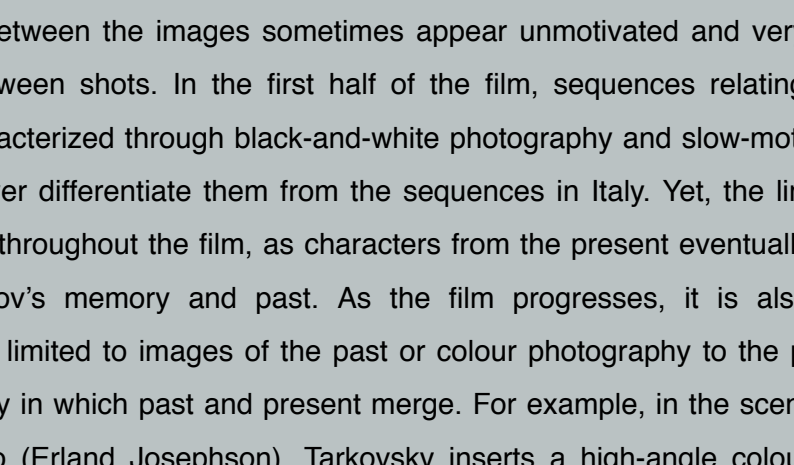 etween the images sometimes appear unmotivated and ver
ween shots. In the first half of the film, sequences relating
acterized through black-and-white photography and slow-mot
er differentiate them from the sequences in Italy. Yet, the lin
throughout the film, as characters from the present eventuall
ov’s memory and past. As the film progresses, it is als
limited to images of the past or colour photography to the p
y in which past and present merge. For example, in the scen
o (Erland Josephson), Tarkovsky inserts a high-angle colou